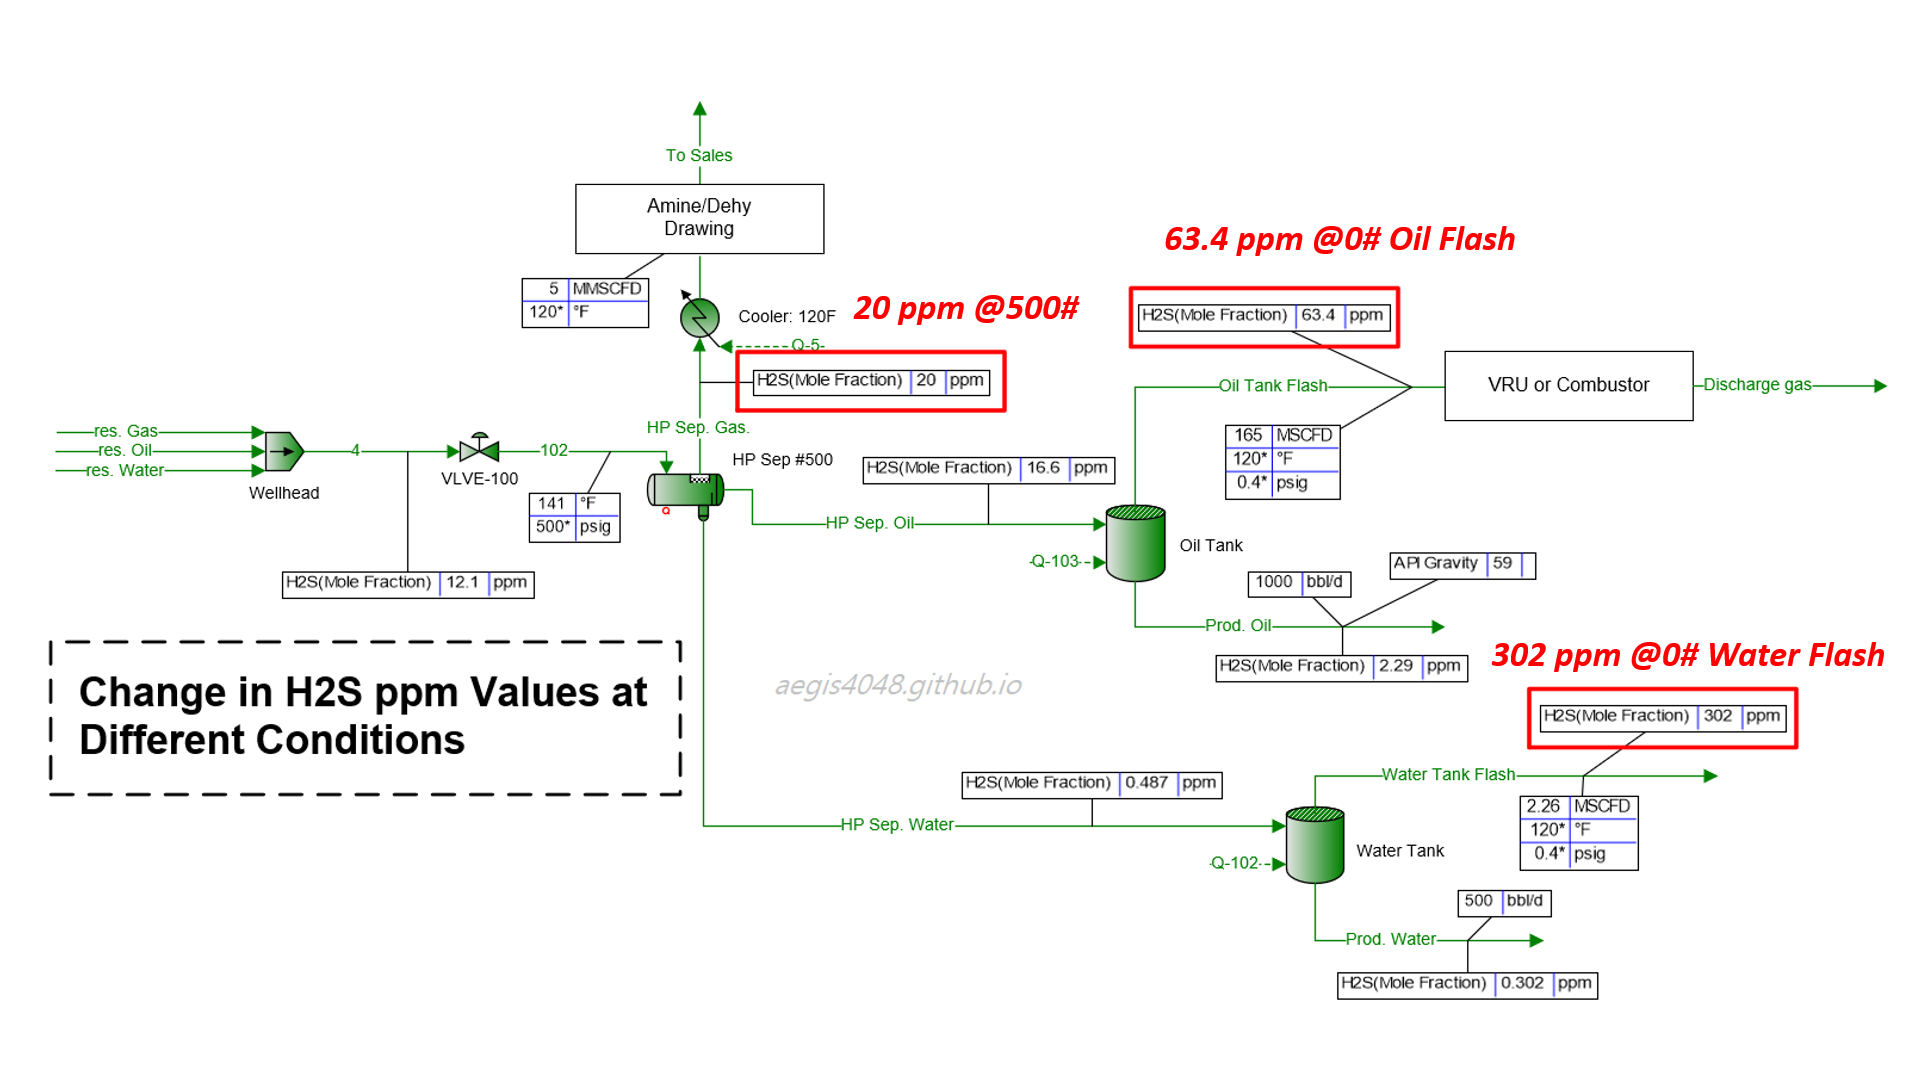 To Sales
Amine/Dehy
Drawing
5 MMSCFD
120* °F
Cooler: 120F
Q-5
20 ppm @500#
H2S(Mole Fraction) 20 ppm
HP Sep. Gas.
63.4 ppm @0# Oil Flash
H2S(Mole Fraction) 63.4 ppm
Oil Tank Flash
VRU or Combustor
Discharge gas
165 MSCFD
120* °F
0.4* psig
res. Gas
res. Oil
res. Water
Wellhead
4
VLVE-100
102
141 °F
500* psig
HP Sep #500
Q
H2S(Mole Fraction) 16.6 ppm
HP Sep. Oil
Q-103
Oil Tank
H2S(Mole Fraction) 12.1 ppm
1000 bbl/d
API Gravity 59
Prod. Oil
H2S(Mole Fraction) 2.29 ppm
Change in H2S ppm Values at
Different Conditions
aegis4048.github.io
302 ppm @0# Water Flash
H2S(Mole Fraction) 302 ppm
Water Tank Flash
2.26 MSCFD
120* °F
0.4* psig
H2S(Mole Fraction) 0.487 ppm
HP Sep. Water
Q-102
Water Tank
500 bbl/d
Prod. Water
H2S(Mole Fraction) 0.302 ppm